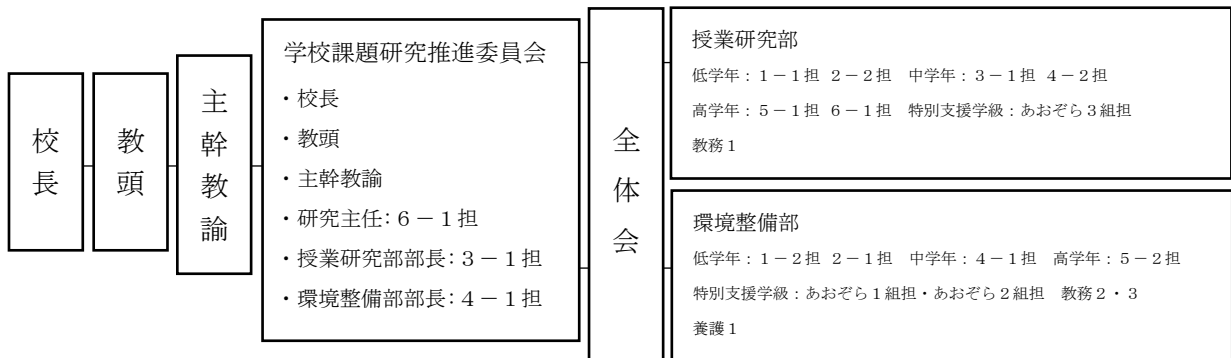 校長
教頭
主幹教諭
学校課題研究推進委員会
・校長
・教頭
・主幹教諭
・研究主任：６－１担
・授業研究部部長：３－１担
・環境整備部部長：４－１担
全体会
授業研究部
低学年：１－１担 ２－２担　中学年：３－１担 ４－２担
高学年：５－１担 ６－１担　特別支援学級：あおぞら３組担
教務１
環境整備部
低学年：１－２担 ２－１担　中学年：４－１担　高学年：５－２担
特別支援学級：あおぞら１組担・あおぞら２組担　教務２・３
養護１